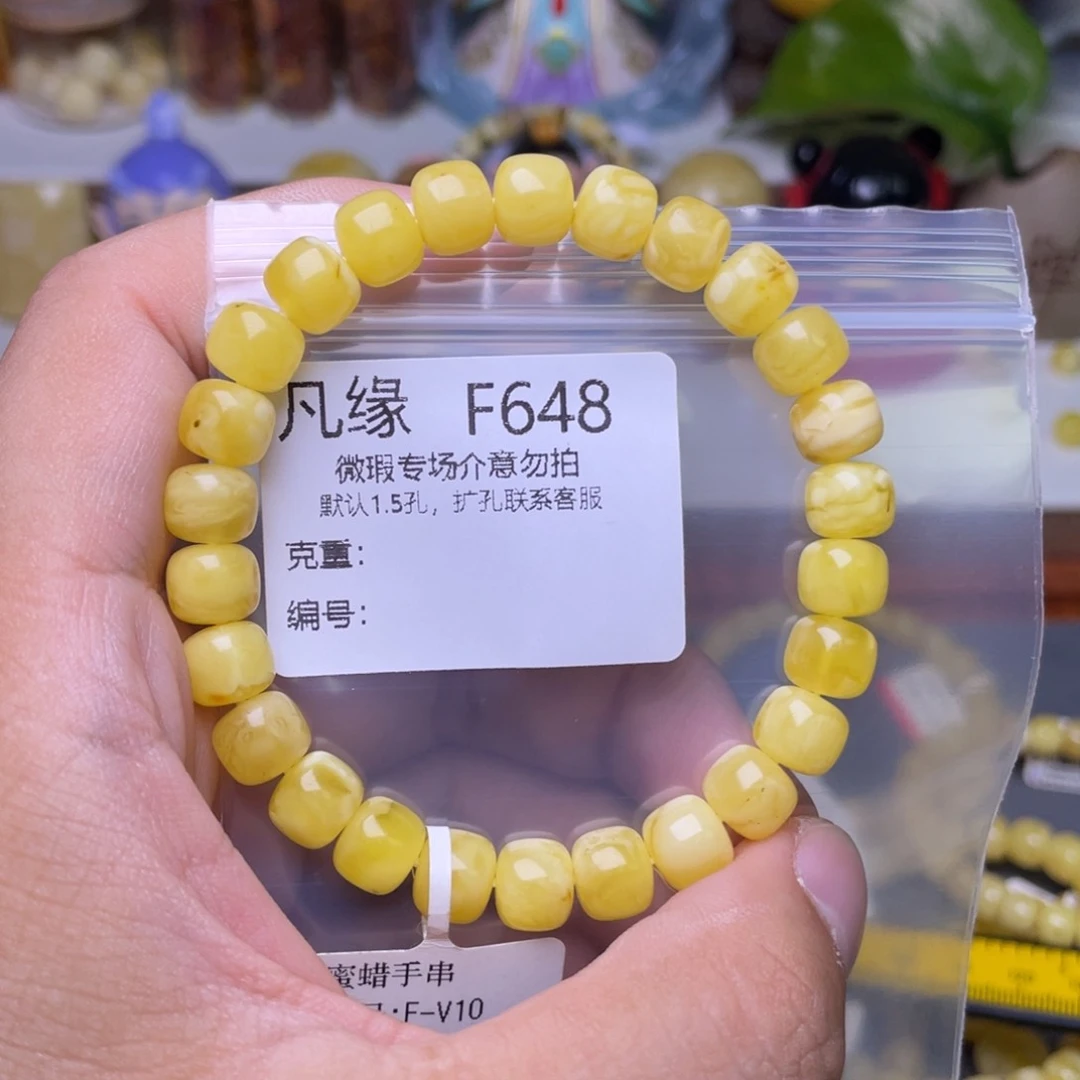 凡缘 F648
微瑕专场介意勿拍
默认1.5孔，扩孔联系客服
克重：
编号：
蜜蜡手串
:F-V10